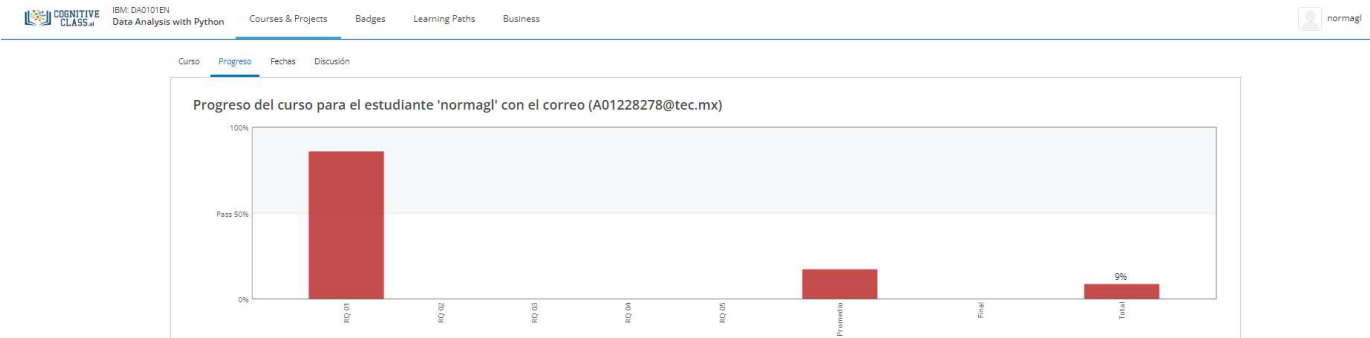 COGNITIVE
CLASS.ai
IBM: DA0101EN
Data Analysis with Python
Courses & Projects
Badges
Learning Paths
Business
normagl
Curso
Progreso
Fechas
Discusión
Progreso del curso para el estudiante 'normagl' con el correo (A01228278@tec.mx)
100%
Pass 50%
0%
9%
RQ 01
RQ 02
RQ 03
RQ 04
RQ 05
Promedio
Final
Total